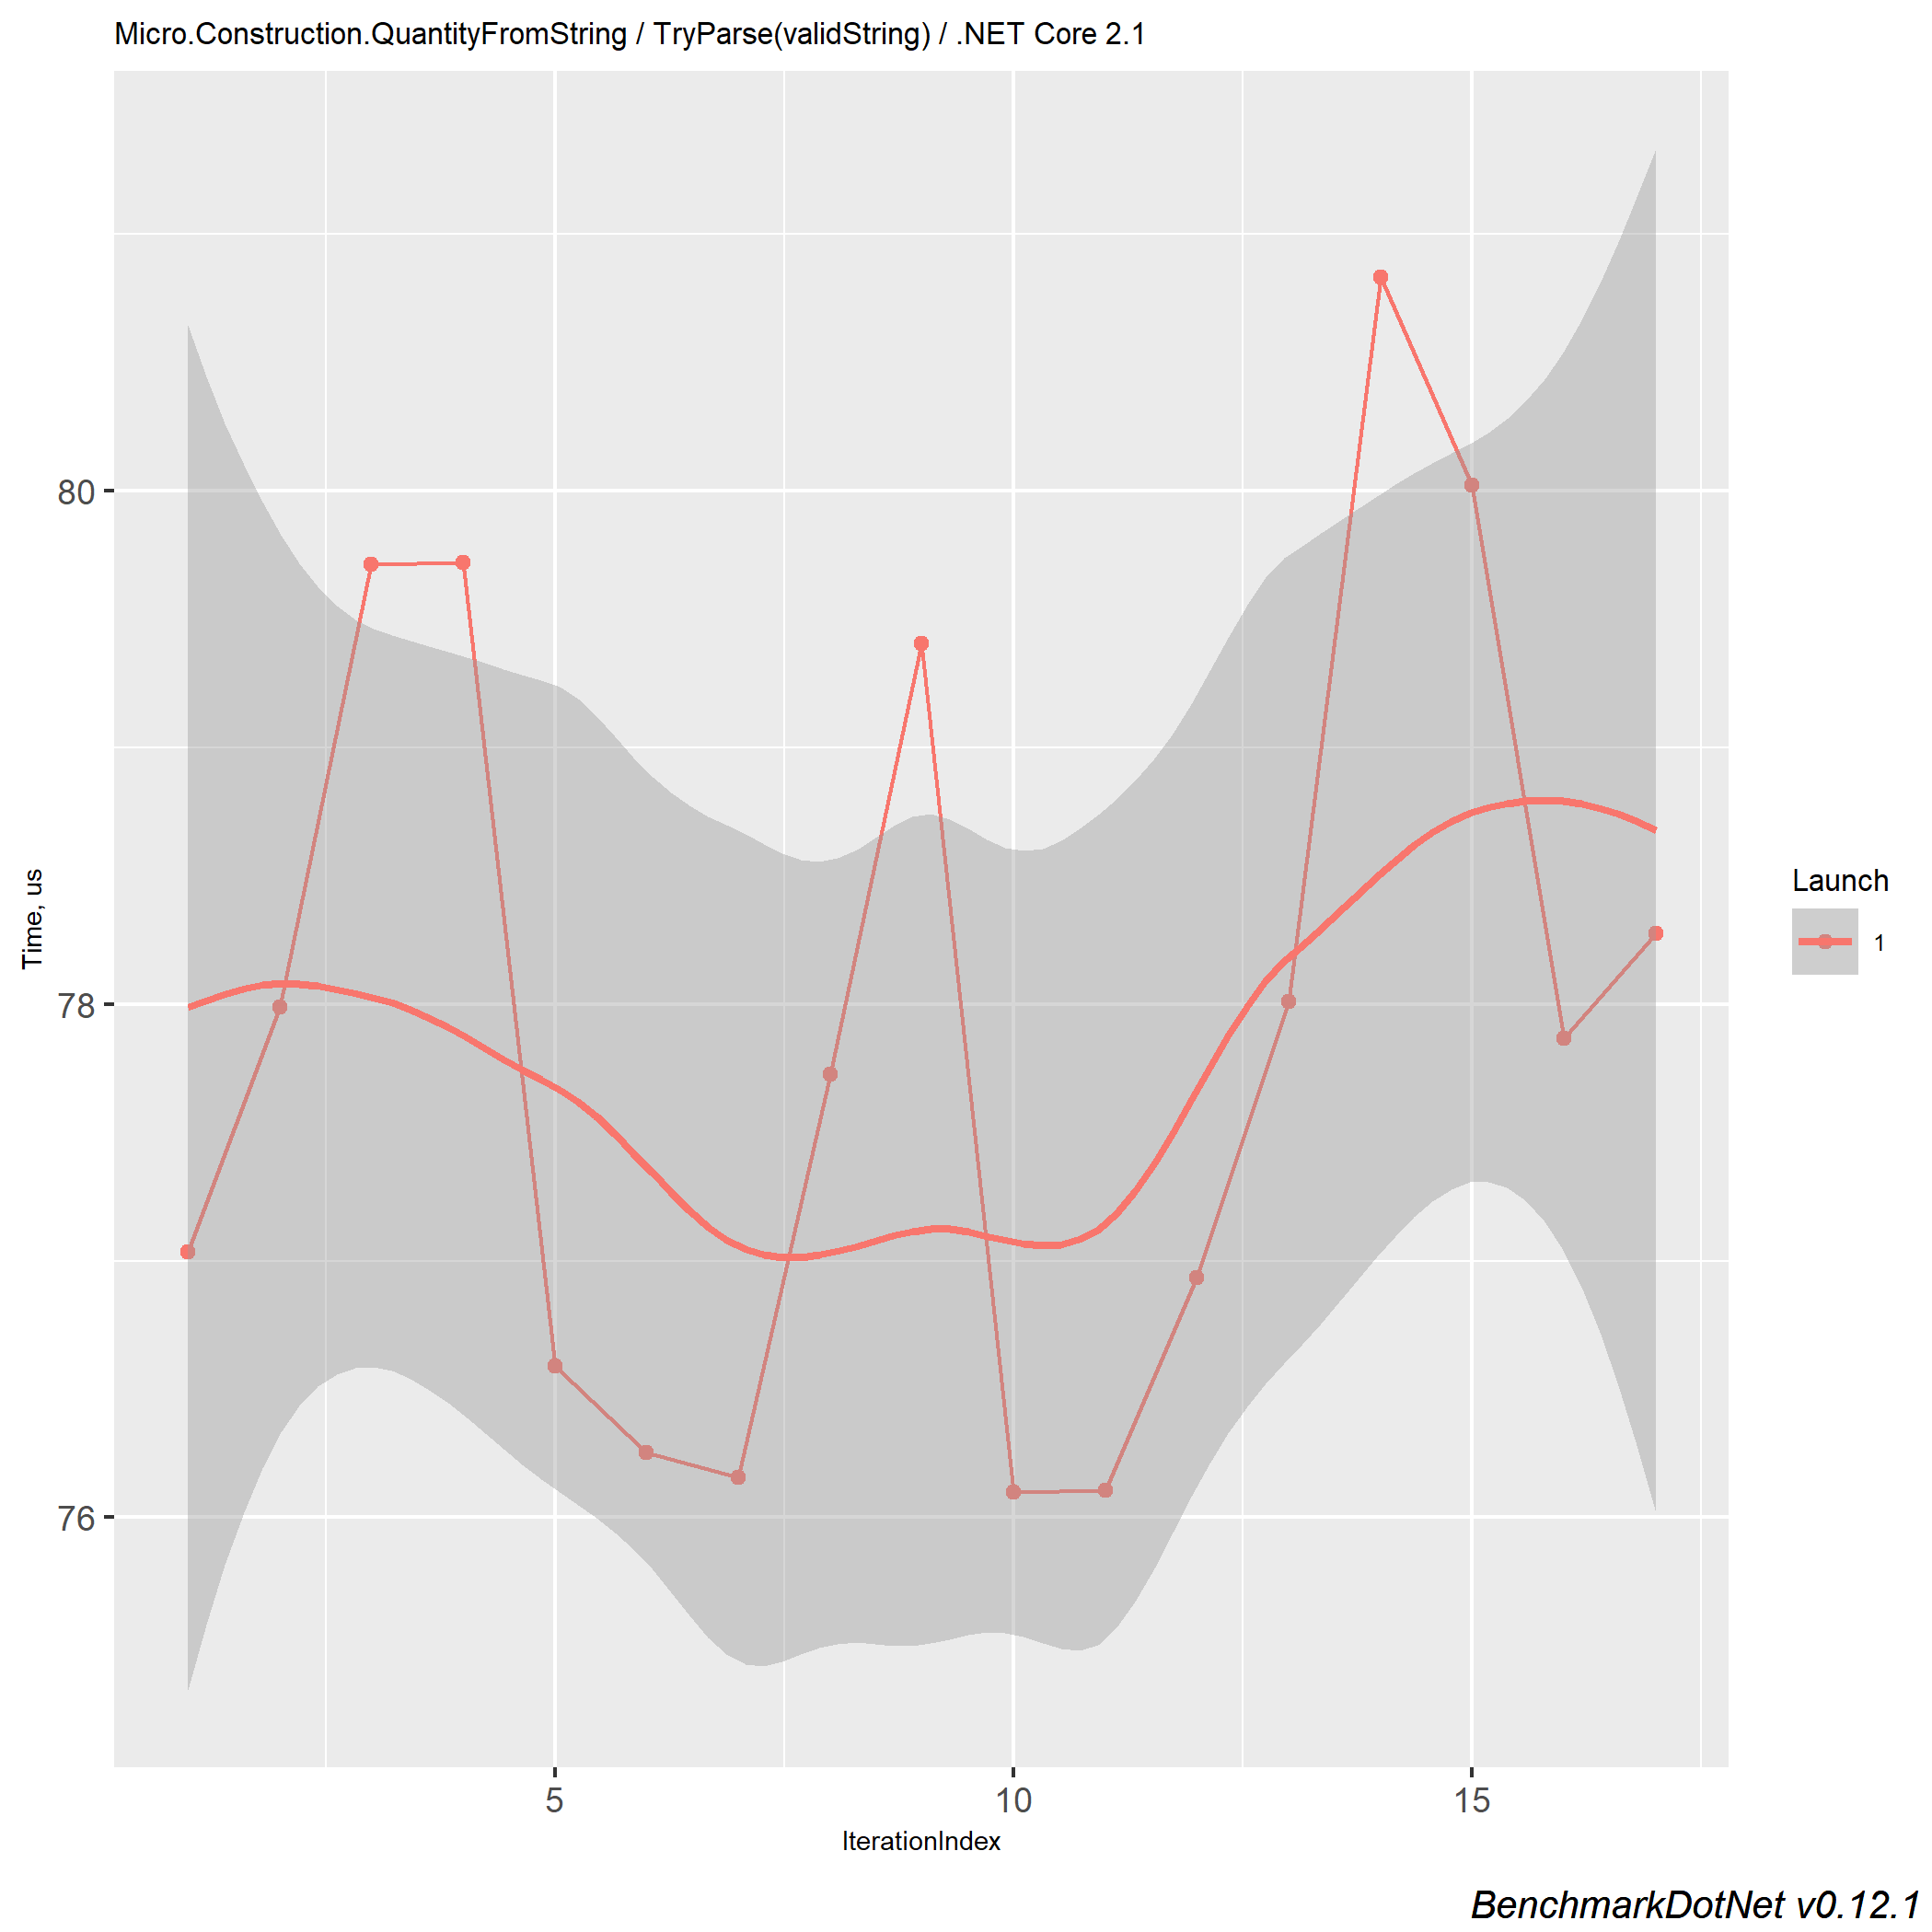 Micro.Construction.QuantityFromString / TryParse(validString) / .NET Core 2.1
80
78
76
Time, us
5 10 15
IterationIndex
Launch
1
BenchmarkDotNet v0.12.1